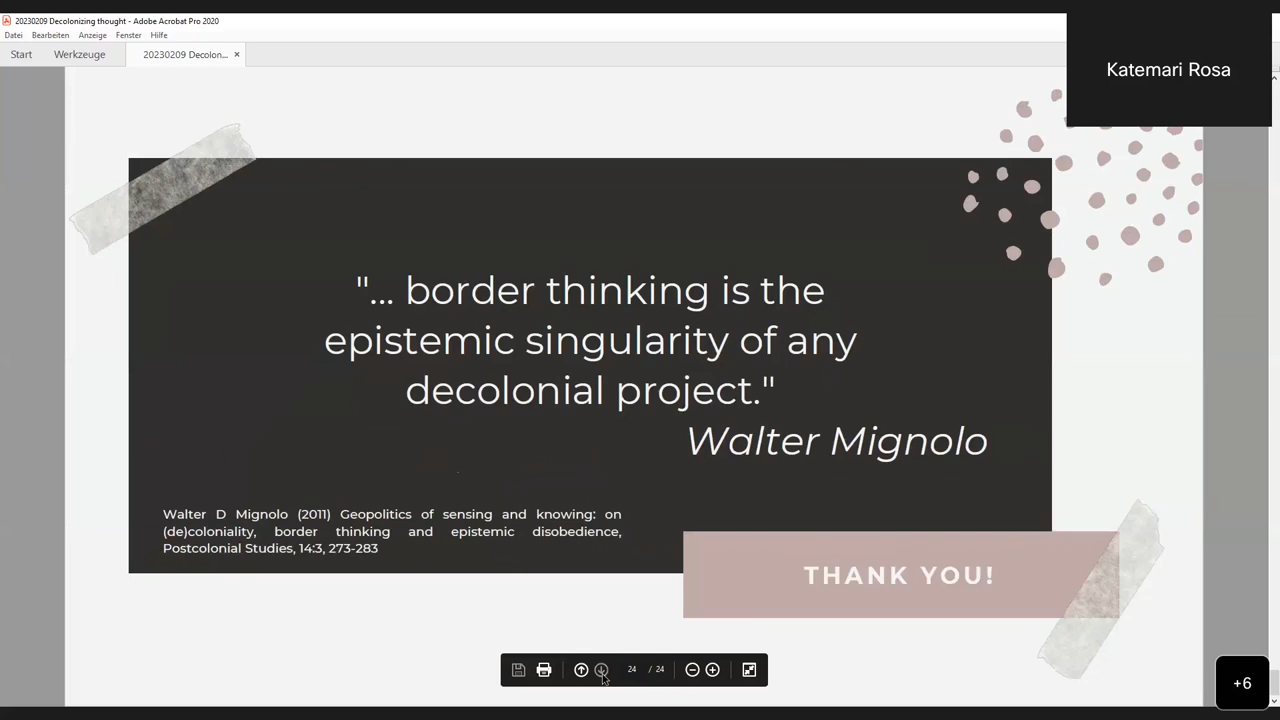 20230209 Decolonizing thought - Adobe Acrobat Pro 2020
Datei Bearbeiten Anzeige Fenster Hilfe
Start Werkzeuge 20230209 Decolon... ×
Katemari Rosa
"... border thinking is the
epistemic singularity of any
decolonial project."
Walter Mignolo
Walter D Mignolo (2011) Geopolitics of sensing and knowing: on
(de)coloniality, border thinking and epistemic disobedience,
Postcolonial Studies, 14:3, 273-283
THANK YOU!
24 / 24
+6